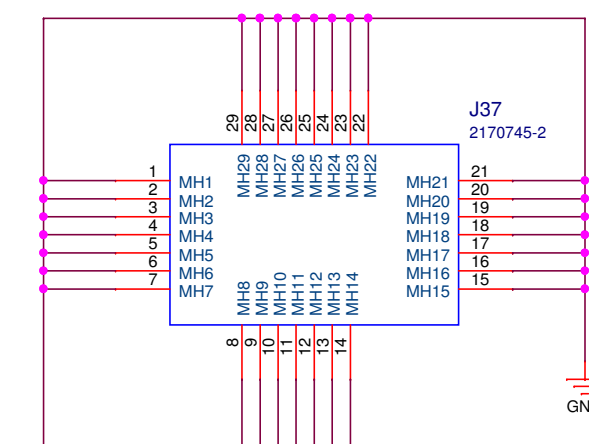 J37
2170745-2
29 28 27 26 25 24 23 22
MH29 MH28 MH27 MH26 MH25 MH24 MH23 MH22
1 MH1 MH21 21
2 MH2 MH20 20
3 MH3 MH19 19
4 MH4 MH18 18
5 MH5 MH17 17
6 MH6 MH16 16
7 MH7 MH15 15
MH8 MH9 MH10 MH11 MH12 MH13 MH14
8 9 10 11 12 13 14
GN